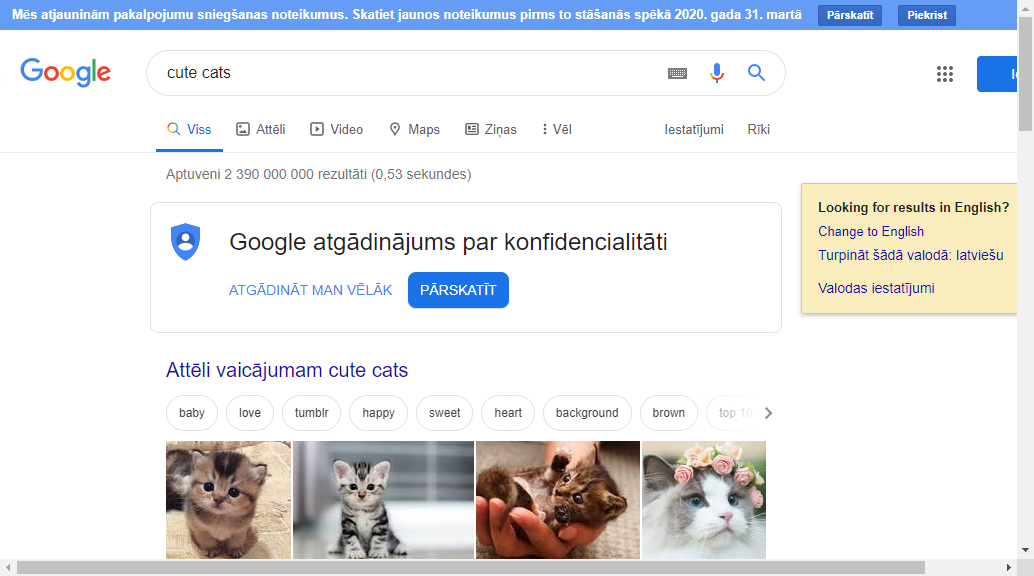 Mēs atjauninām pakalpojumu sniegšanas noteikumus. Skatiet jaunos noteikumus pirms to stāšanās spēkā 2020. gada 31. martā Pārskatīt Piekrist
Google cute cats
Viss Attēli Video Maps Ziņas Vēl Iestatījumi Rīki
Aptuveni 2 390 000 000 rezultāti (0,53 sekundes)
Google atgādinājums par konfidencialitāti
ATGĀDINĀT MAN VĒLĀK PĀRSKATĪT
Looking for results in English?
Change to English
Turpināt šādā valodā: latviešu
Valodas iestatījumi
Attēli vaicājumam cute cats
baby love tumblr happy sweet heart background brown top 10